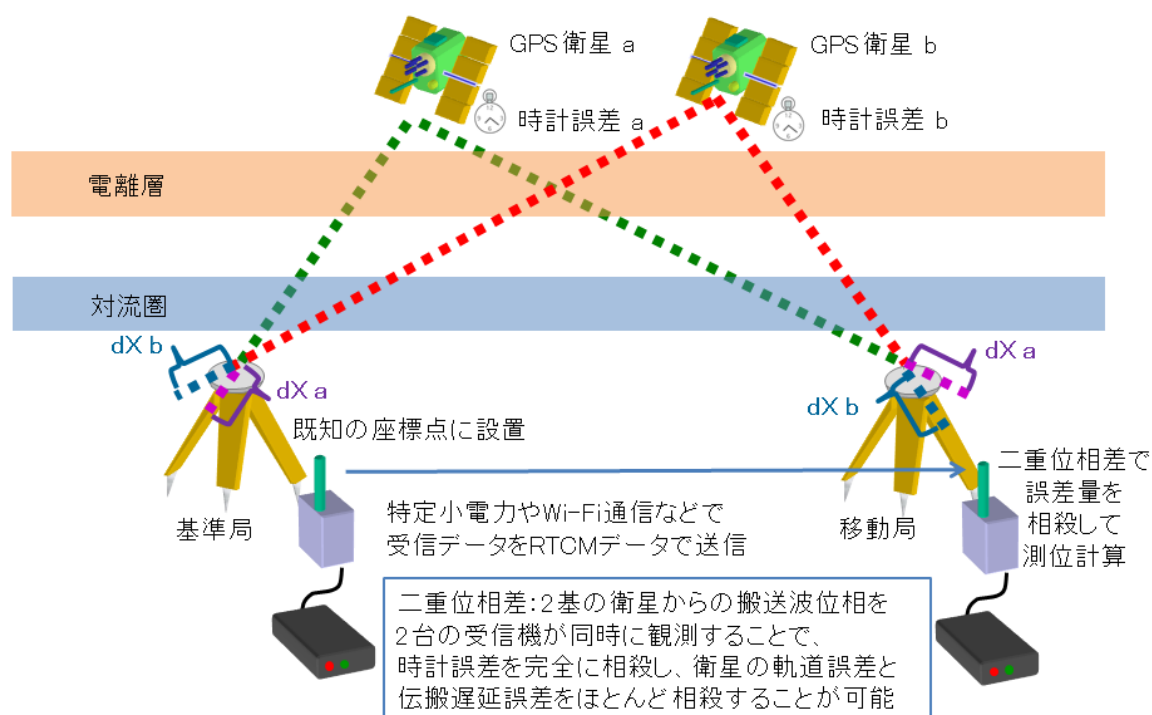 GPS衛星 a
GPS衛星 b
時計誤差 a
時計誤差 b
電離層
対流圏
dX b
dX a
dX a
dX b
既知の座標点に設置
基準局
特定小電力やWi-Fi通信などで
受信データをRTCMデータで送信
移動局
二重位相差で
誤差量を
相殺して
測位計算
二重位相差:2基の衛星からの搬送波位相を
2台の受信機が同時に観測することで、
時計誤差を完全に相殺し、衛星の軌道誤差と
伝搬遅延誤差をほとんど相殺することが可能